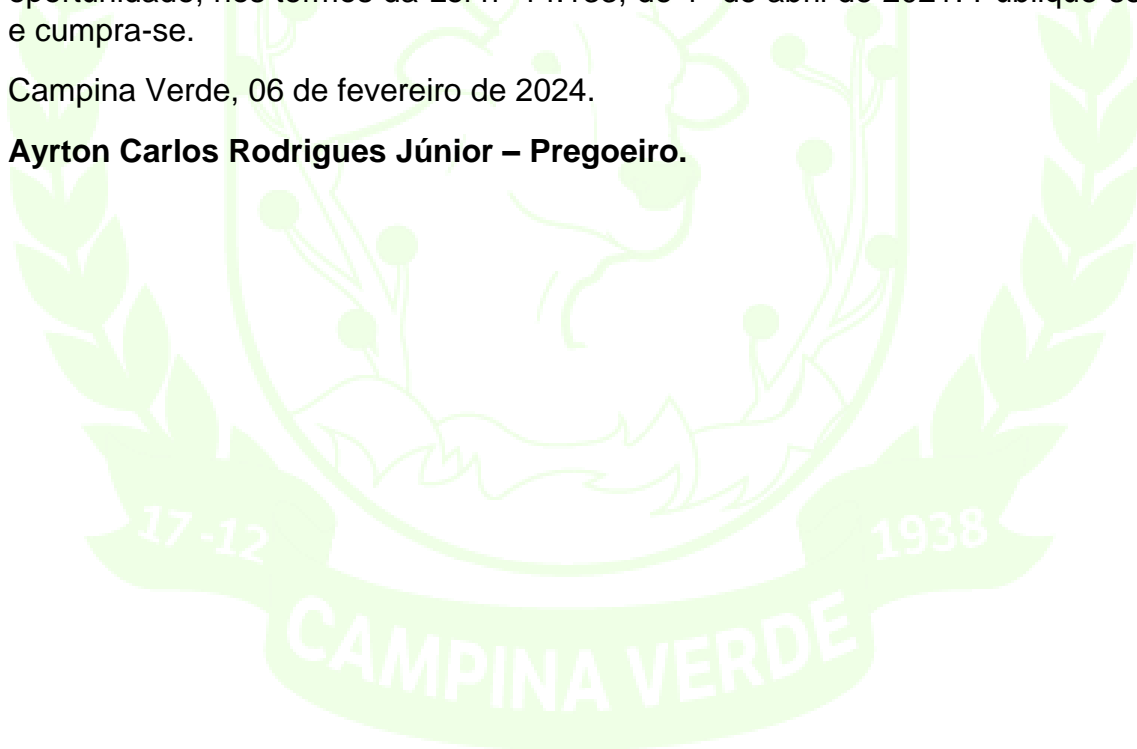 e cumpra-se.
Campina Verde, 06 de fevereiro de 2024.
Ayrton Carlos Rodrigues Júnior – Pregoeiro.
17-12
1938
CAMPINA VERDE